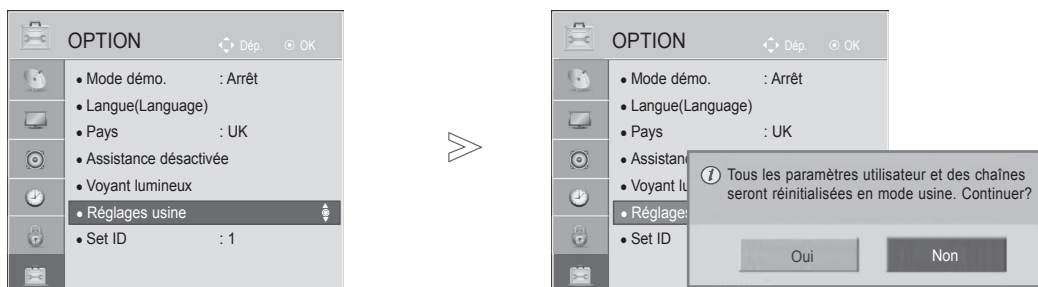 OPTION
Dép. OK
• Mode démo. : Arrêt
• Langue(Language)
• Pays : UK
• Assistance désactivée
• Voyant lumineux
• Réglages usine
• Set ID : 1
OPTION
Dép. OK
• Mode démo. : Arrêt
• Langue(Language)
• Pays : UK
• Assistan
• Voyant lu
• Réglages
• Set ID
Tous les paramètres utilisateur et des chaînes
seront réinitialisées en mode usine. Continuer?
Oui Non